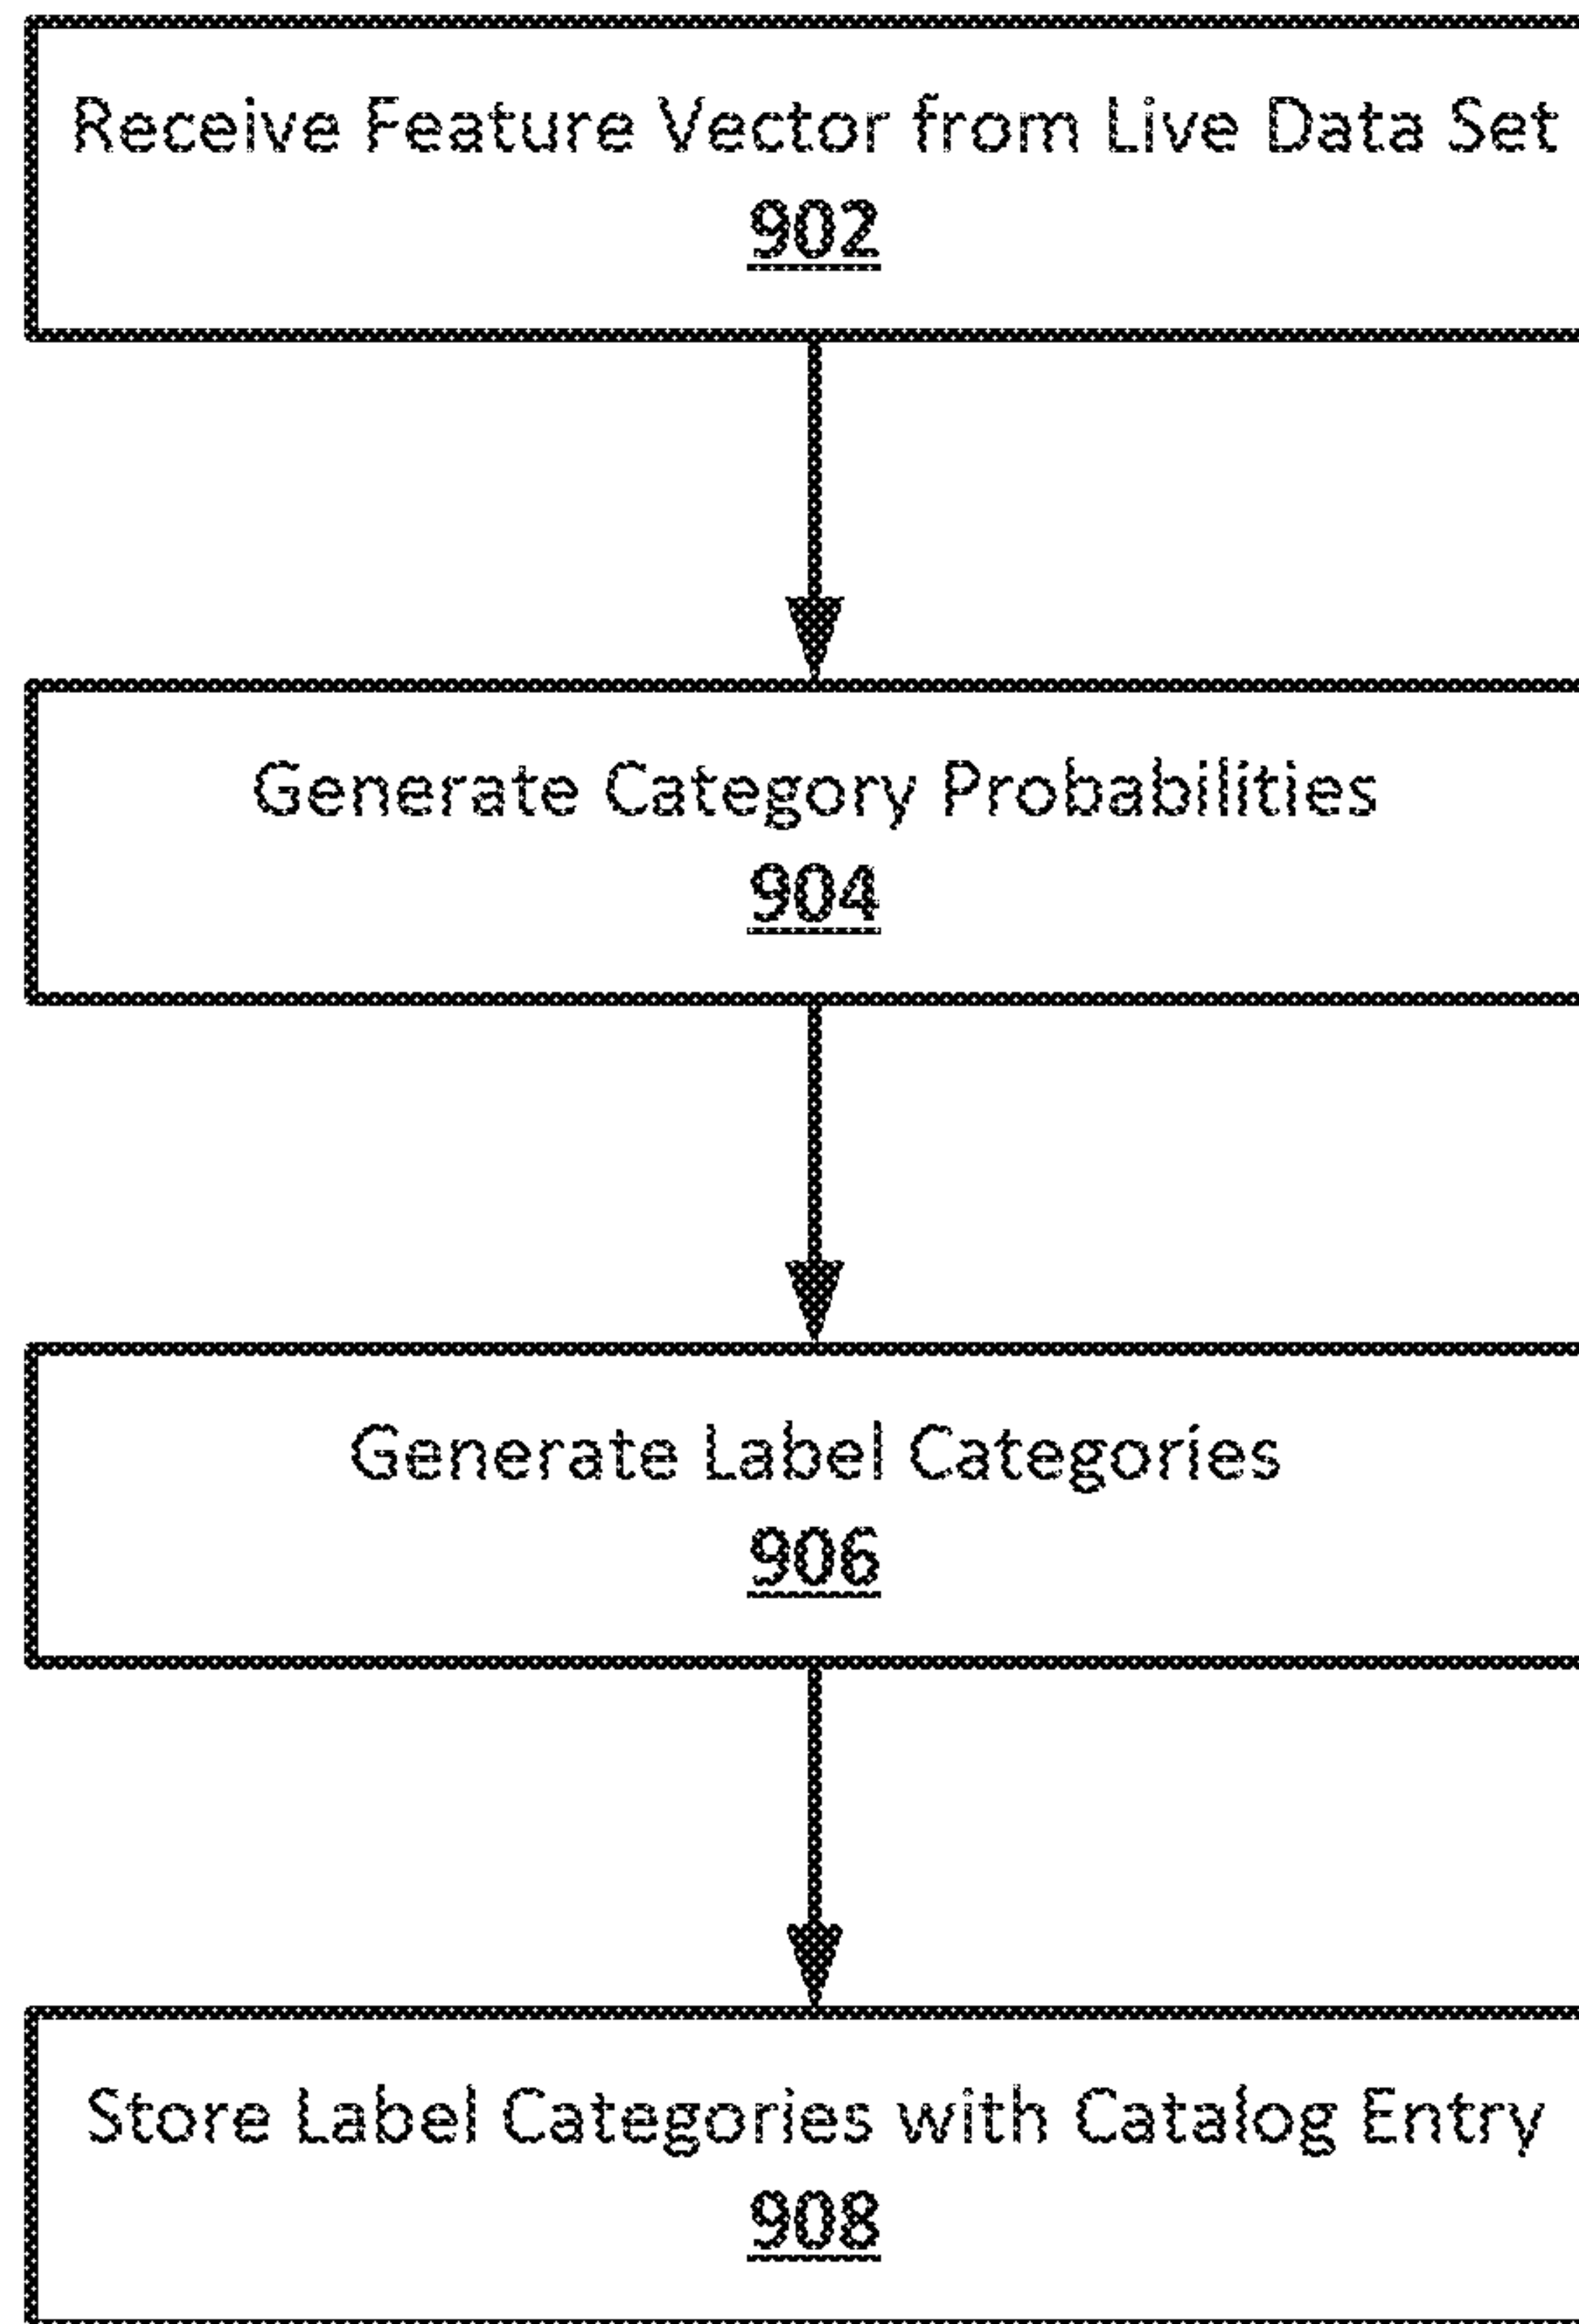 Receive Feature Vector from Live Data Set
902
Generate Category Probabilities
904
Generate Label Categories
906
Store Label Categories with Catalog Entry
908